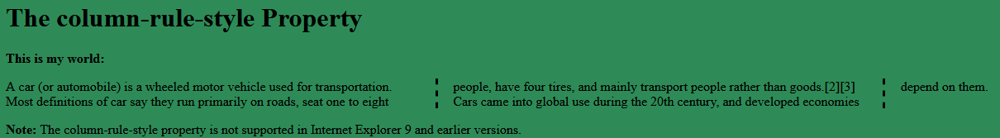 The column-rule-style Property
This is my world:
A car (or automobile) is a wheeled motor vehicle used for transportation.
Most definitions of car say they run primarily on roads, seat one to eight
people, have four tires, and mainly transport people rather than goods.[2][3]
Cars came into global use during the 20th century, and developed economies
depend on them.
Note: The column-rule-style property is not supported in Internet Explorer 9 and earlier versions.